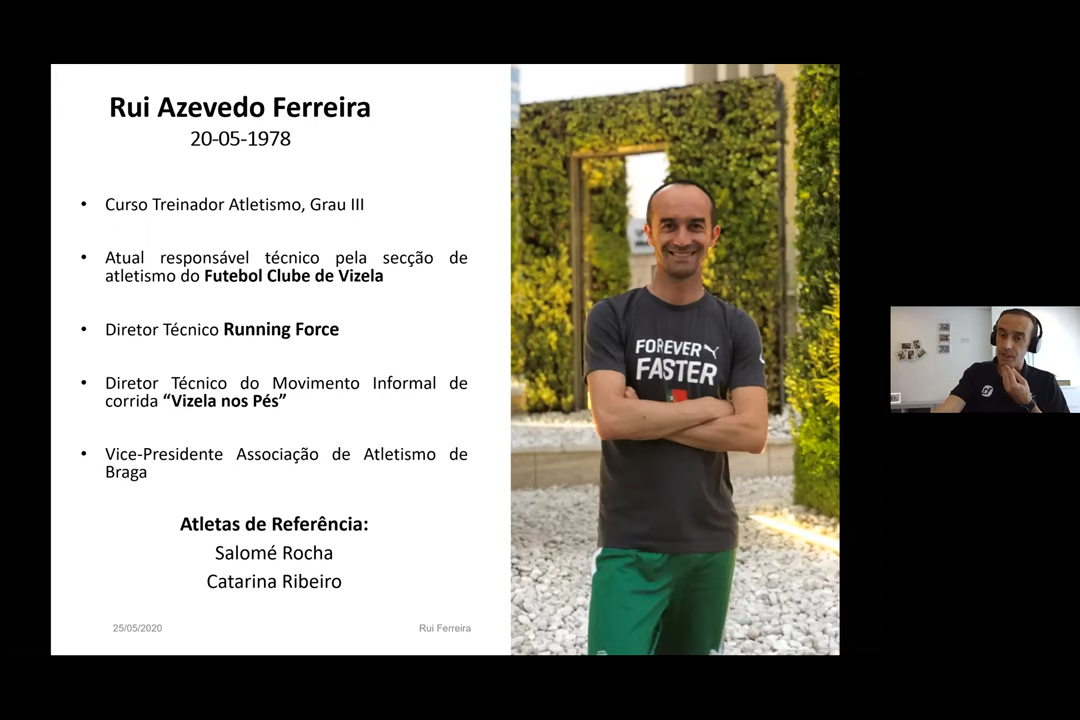 Rui Azevedo Ferreira
20-05-1978
• Curso Treinador Atletismo, Grau III
• Atual responsável técnico pela secção de
atletismo do Futebol Clube de Vizela
• Diretor Técnico Running Force
• Diretor Técnico do Movimento Informal de
corrida “Vizela nos Pés”
• Vice-Presidente Associação de Atletismo de
Braga
Atletas de Referência:
Salomé Rocha
Catarina Ribeiro
25/05/2020
Rui Ferreira
FOREVER
FASTER